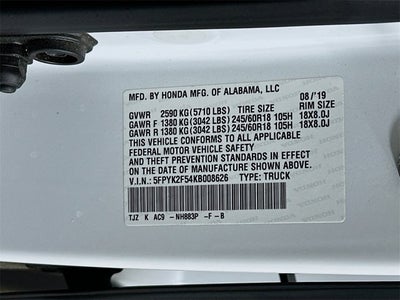 MFD. BY HONDA MFG. OF ALABAMA, LLC
08/'19
GVWR 2590 KG (5710 LBS) TIRE SIZE RIM SIZE
GAWR F 1380 KG (3042 LBS) 245/60R18 105H 18X8.0J
GAWR R 1380 KG (3042 LBS) 245/60R18 105H 18X8.0J
THIS VEHICLE CONFORMS TO ALL APPLICABLE
FEDERAL MOTOR VEHICLE SAFETY AND
THEFT PREVENTION STANDARDS IN EFFECT
ON THE DATE OF MANUFACTURE SHOWN ABOVE.
V.I.N.: 5FPYK2F54KB008626 TYPE: TRUCK
TJZ K AC9 -NH883P -F-B